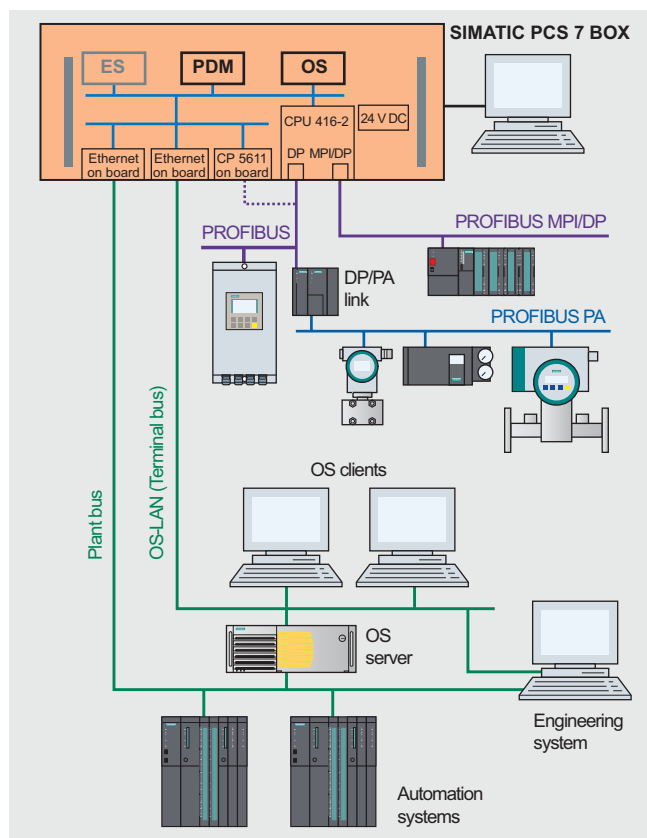 SIMATIC PCS 7 BOX
ES
PDM
OS
CPU 416-2
24 V DC
Ethernet
on board
Ethernet
on board
CP 5611
on board
DP MPI/DP
PROFIBUS
PROFIBUS MPI/DP
DP/PA
link
PROFIBUS PA
Plant bus
OS-LAN (Terminal bus)
OS clients
OS
server
Engineering
system
Automation
systems